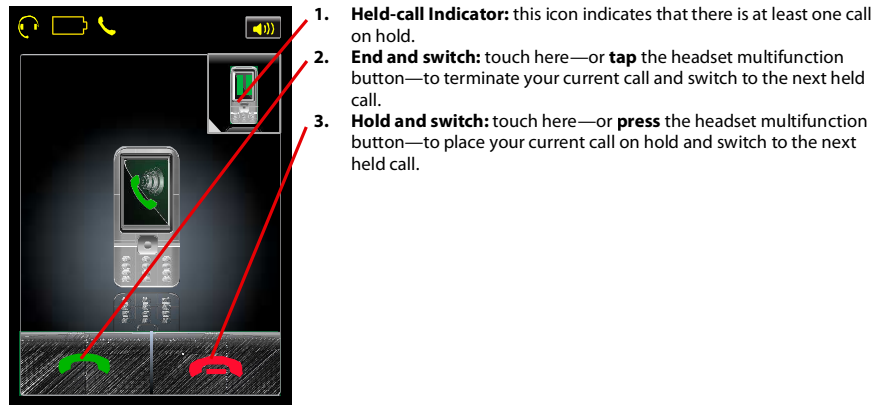 1. Held-call Indicator: this icon indicates that there is at least one call
on hold.
2. End and switch: touch here—or tap the headset multifunction
button—to terminate your current call and switch to the next held
call.
3. Hold and switch: touch here—or press the headset multifunction
button—to place your current call on hold and switch to the next
held call.